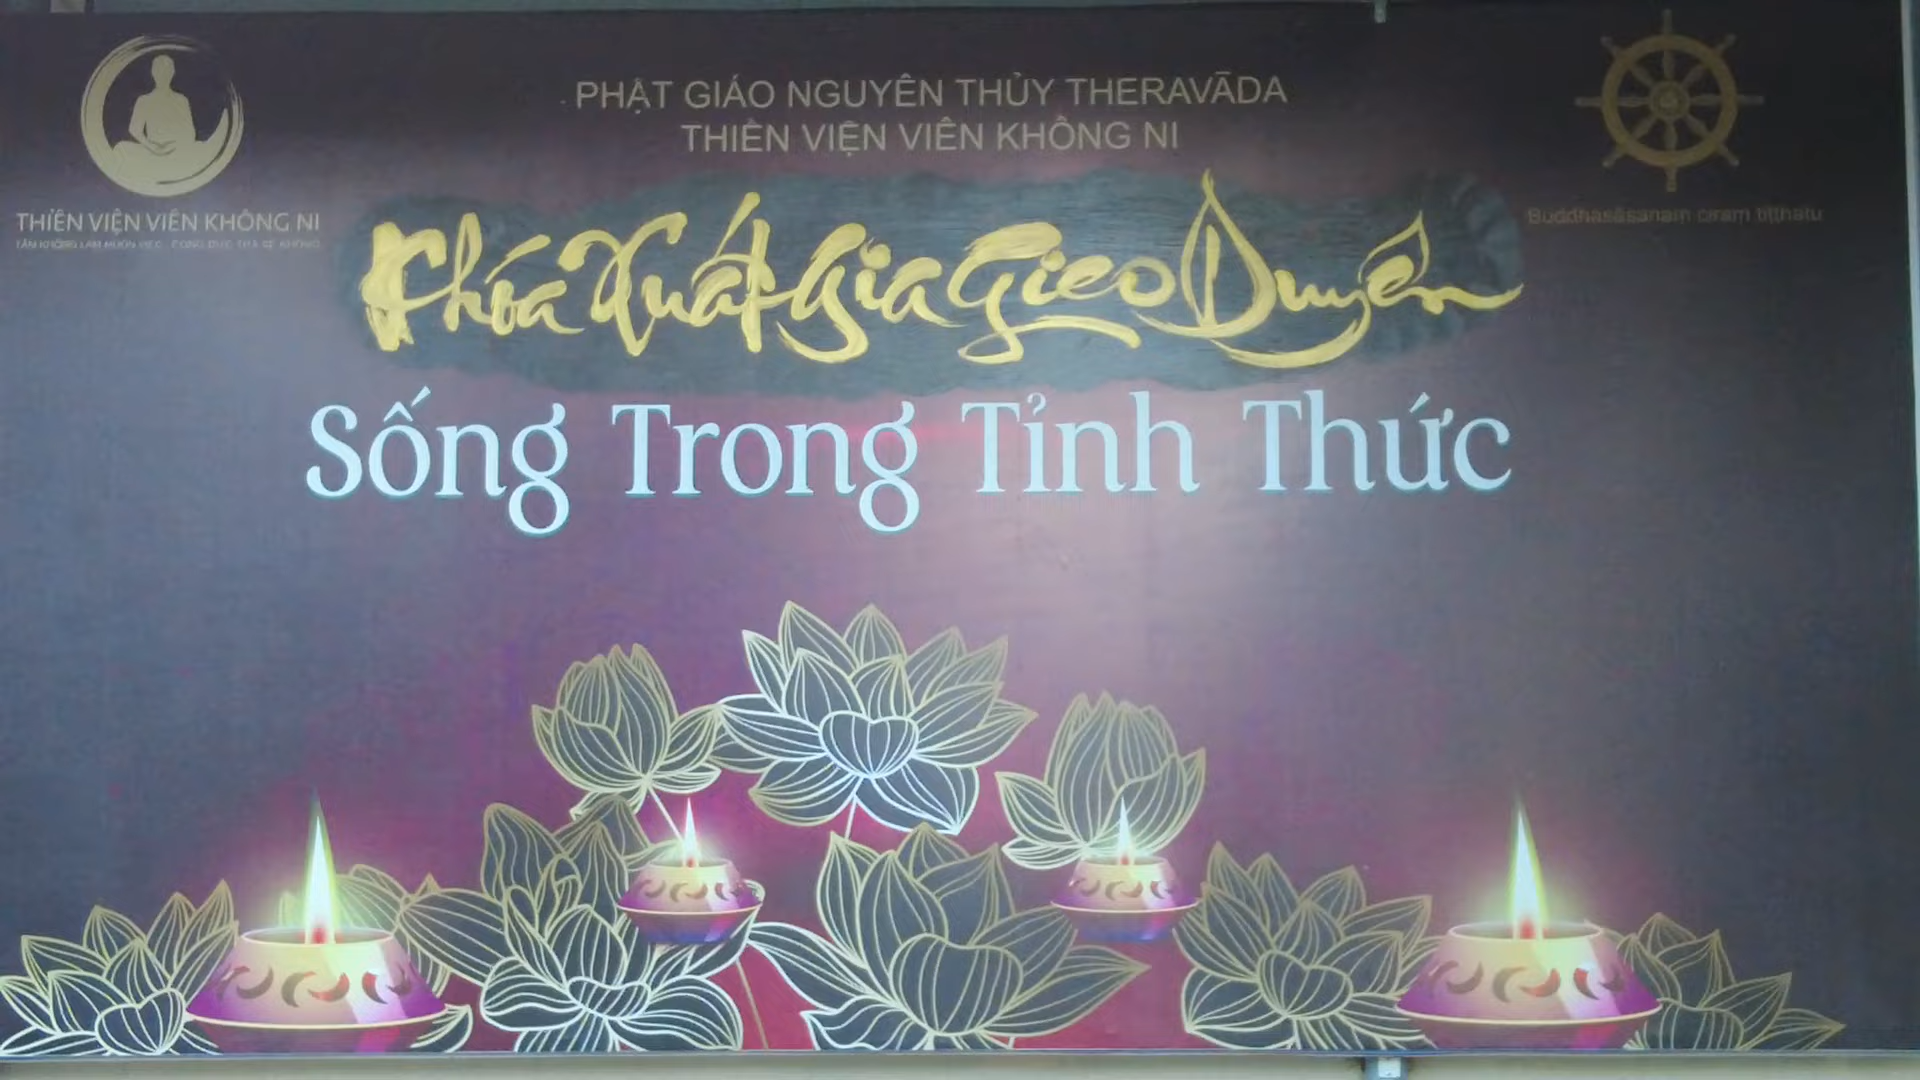 PHẬT GIÁO NGUYÊN THỦY THERAVĀDA
THIỀN VIỆN VIÊN KHÔNG NI
THIỀN VIỆN VIÊN KHÔNG NI
Buddhasāsanaṃ ciraṃ tiṭṭhatu
Khóa Xuất Gia Gieo Duyên
Sống Trong Tỉnh Thức